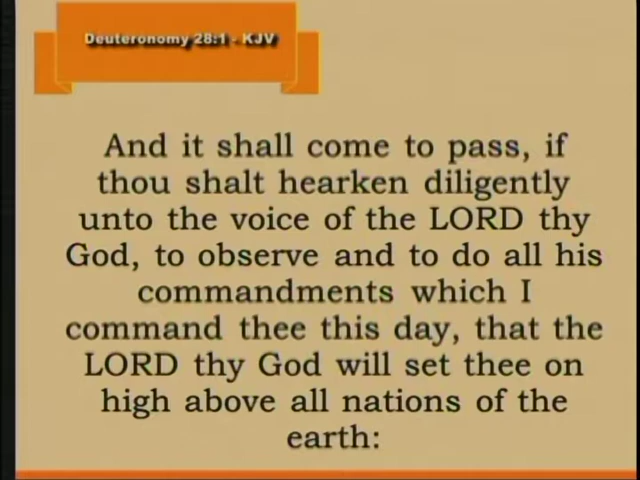 Deuteronomy 28:1 - KJV
And it shall come to pass, if
thou shalt hearken diligently
unto the voice of the LORD thy
God, to observe and to do all his
commandments which I
command thee this day, that the
LORD thy God will set thee on
high above all nations of the
earth: